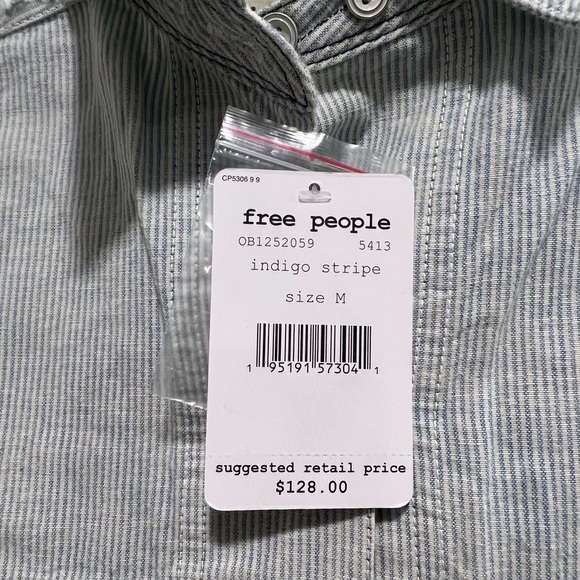 CP5306 9 9
free people
OB1252059 5413
indigo stripe
size M
1 95191 57304 1
suggested retail price
$128.00